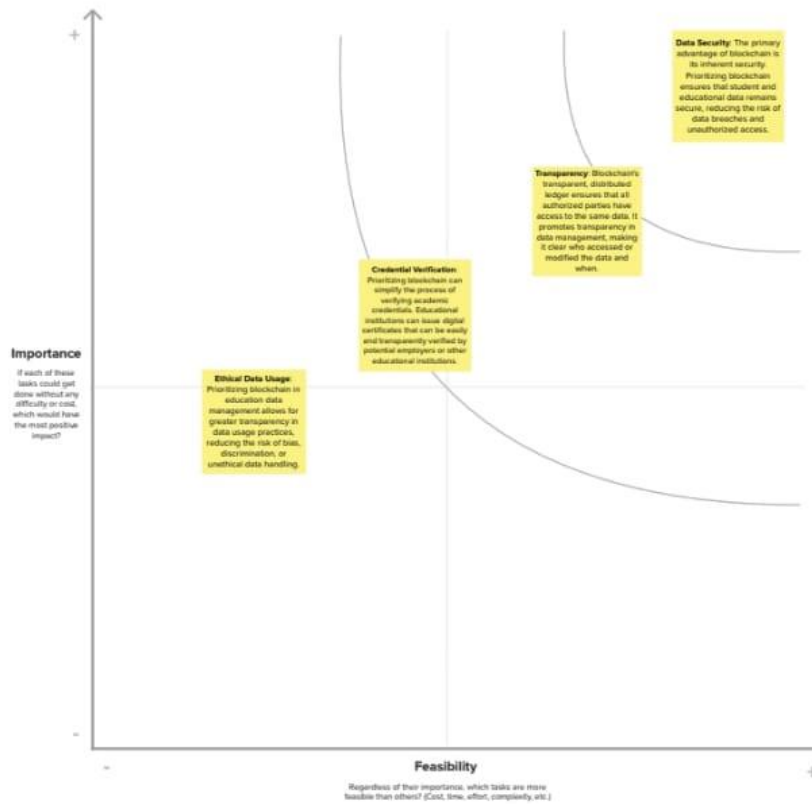 +
Data Security: The primary
advantage of blockchain is
its inherent security.
Prioritizing blockchain
ensures that student and
educational data remains
secure, reducing the risk of
data breeches and
unauthorized access.
Transparency: Blockchain's
transparent, distributed
ledger ensures that all
authorized parties have
access to the same data. It
promotes transparency in
data management, making
it clear who accessed or
modified the data and
when.
Credential Verification:
Prioritizing blockchain can
simplify the process of
verifying academic
credentials. Educational
institutions can issue digital
certificates that can be easily
and transparently verified by
potential employers or other
educational institutions.
Importance
If each of these
tasks could get
done without any
difficulty or cost,
which would have
the most positive
impact?
Ethical Data Usage:
Prioritizing blockchain in
education data
management allows for
greater transparency in
data usage practices,
reducing the risk of bias,
discrimination, or
unethical data handling.
-
-
Feasibility
+
Regardless of their importance, which tasks are more
feasible than others? (Cost, time, effort, complexity, etc.)